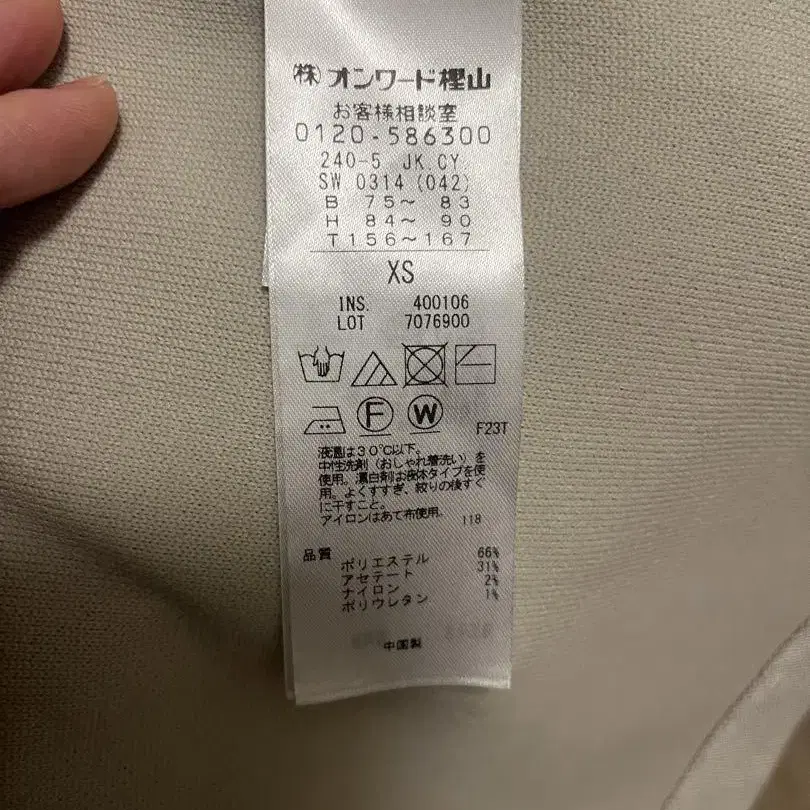 (株)オンワード樫山
お客様相談室
0120-586300
240-5 JK.CY
SW 0314 (042)
B 75～ 83
H 84～ 90
T156～167
XS
INS. 400106
LOT 7076900
F W
F23T
液温は30℃以下。
中性洗剤(おしゃれ着洗い)を
使用。漂白剤は液体タイプを使
用。よくすすぎ、絞りの後すぐ
に干すこと。
アイロンはあて布使用。 118
品質
ポリエステル 66%
アセテート 31%
ナイロン 2%
ポリウレタン 1%
中国製